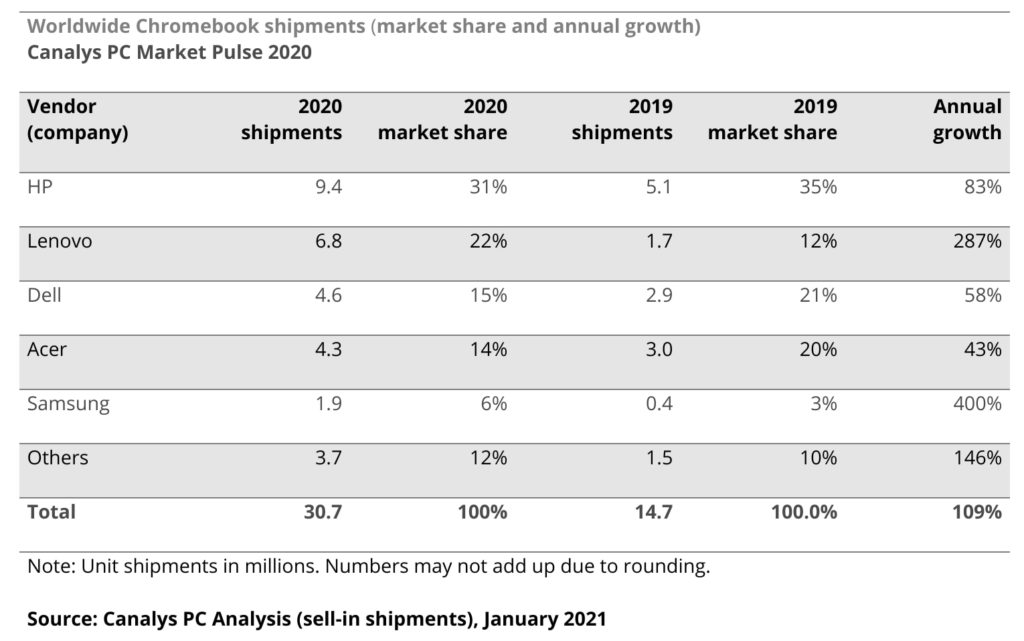 Worldwide Chromebook shipments (market share and annual growth)
Canalys PC Market Pulse 2020
Vendor (company) 2020 shipments 2020 market share 2019 shipments 2019 market share Annual growth
HP 9.4 31% 5.1 35% 83%
Lenovo 6.8 22% 1.7 12% 287%
Dell 4.6 15% 2.9 21% 58%
Acer 4.3 14% 3.0 20% 43%
Samsung 1.9 6% 0.4 3% 400%
Others 3.7 12% 1.5 10% 146%
Total 30.7 100% 14.7 100.0% 109%
Note: Unit shipments in millions. Numbers may not add up due to rounding.
Source: Canalys PC Analysis (sell-in shipments), January 2021